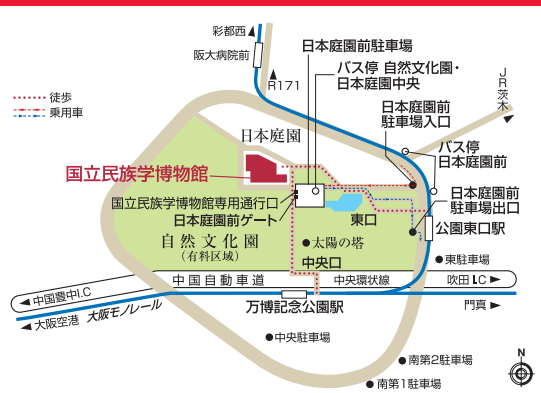 彩都西
阪大病院前
R171
日本庭園前駐車場
バス停 自然文化園・
日本庭園中央
JR茨木
徒歩
乗用車
日本庭園前
駐車場入口
日本庭園
バス停
日本庭園前
国立民族学博物館
国立民族学博物館専用通行口
日本庭園前ゲート
日本庭園前
駐車場出口
東口
公園東口駅
自然文化園
(有料区域)
太陽の塔
中央口
東駐車場
中国自動車道
中央環状線
吹田I.C
中国豊中I.C
大阪空港
大阪モノレール
万博記念公園駅
門真
中央駐車場
南第2駐車場
南第1駐車場
N